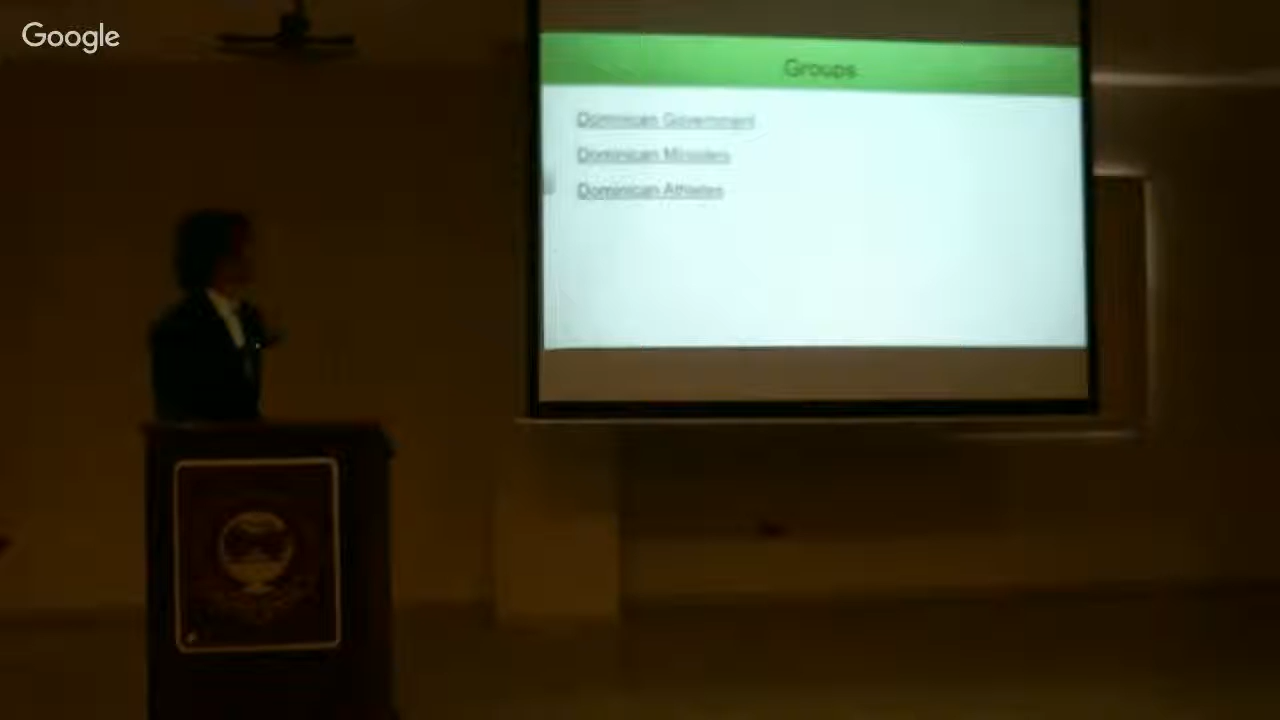 Google
Groups
Dominican Government
Dominican Ministers
Dominican Athletes